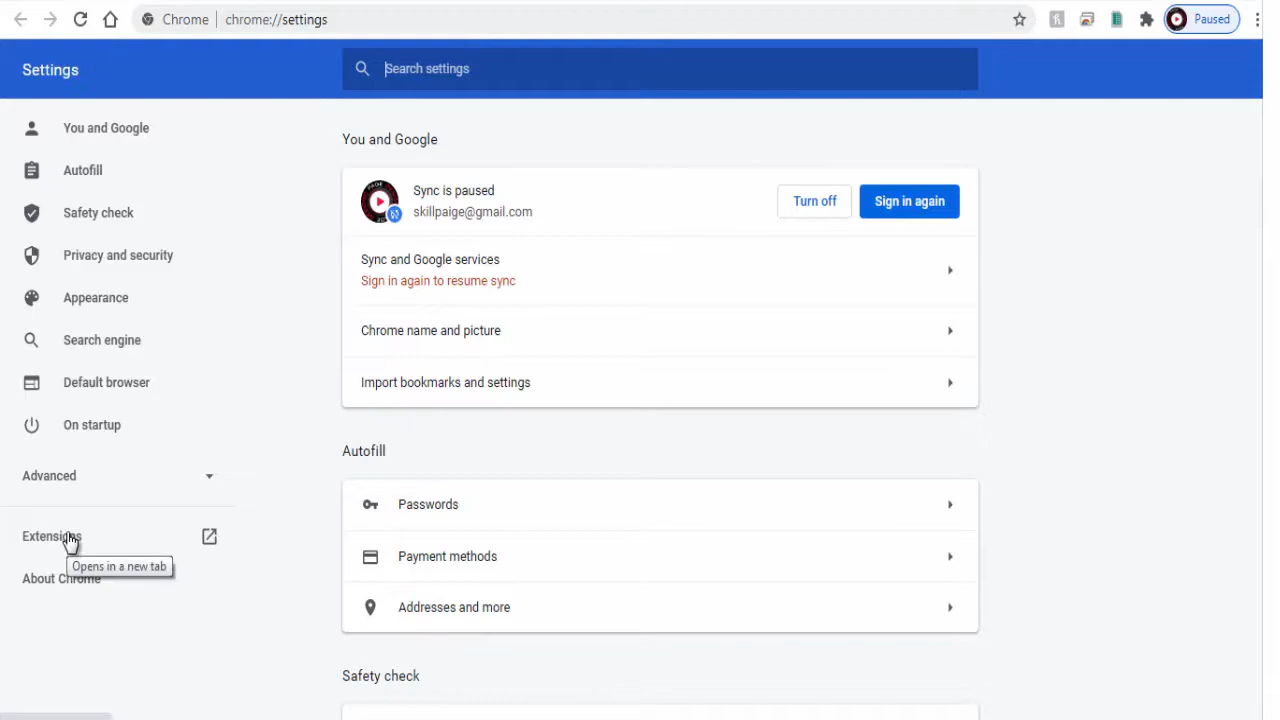 Chrome
chrome://settings
Paused
Settings
Search settings
You and Google
Autofill
Safety check
Privacy and security
Appearance
Search engine
Default browser
On startup
Advanced
Extensions
Opens in a new tab
About Chrome
You and Google
Sync is paused
skillpaige@gmail.com
Turn off
Sign in again
Sync and Google services
Sign in again to resume sync
Chrome name and picture
Import bookmarks and settings
Autofill
Passwords
Payment methods
Addresses and more
Safety check